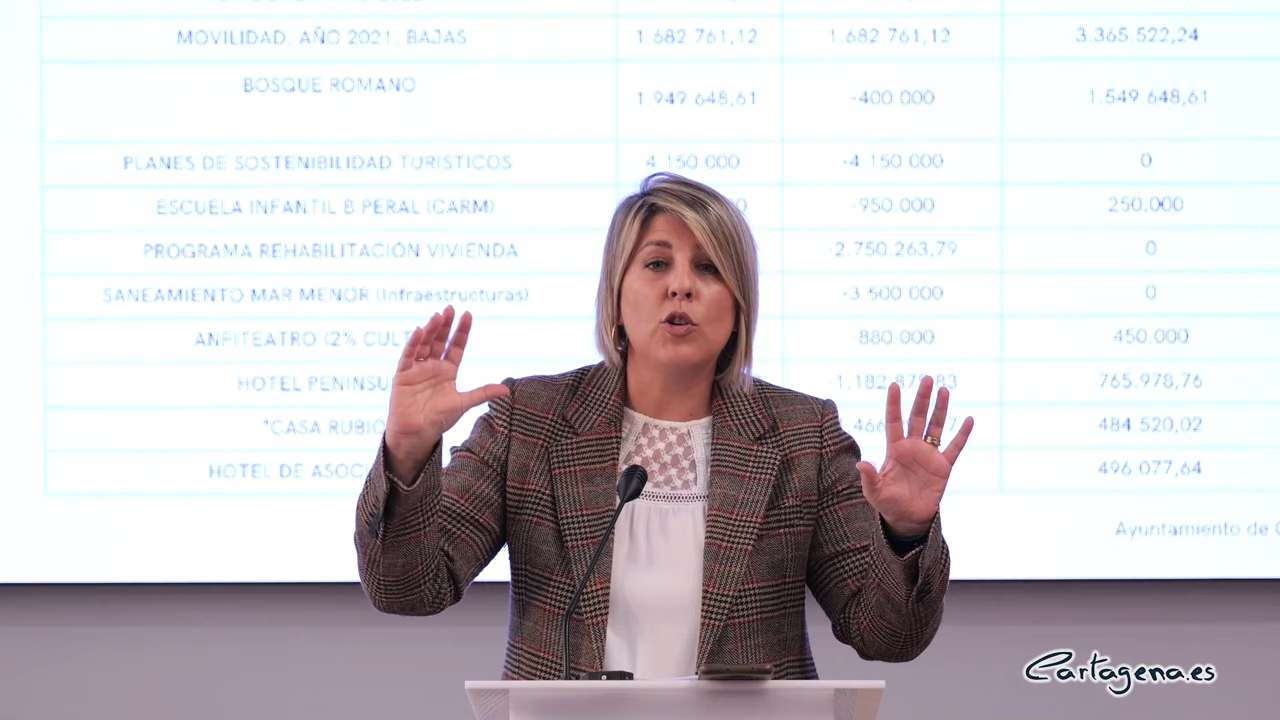 MOVILIDAD. AÑO 2021. BAJAS 1.682.761,12 1.682.761,12 3.365.522,24
BOSQUE ROMANO 1.949.648,61 -400.000 1.549.648,61
PLANES DE SOSTENIBILIDAD TURISTICOS 4.150.000 -4.150.000 0
ESCUELA INFANTIL B PERAL (CARM) -950.000 250.000
PROGRAMA REHABILITACIÓN VIVIENDA -2.750.263,79 0
SANEAMIENTO MAR MENOR (Infraestructuras) -3.500.000 0
ANFITEATRO (2% CULT -880.000 450.000
HOTEL PENINSU 765.978,76
*CASA RUBIO 484.520,02
HOTEL DE ASOC 496.077,64
Ayuntamiento de
Cartagena.es